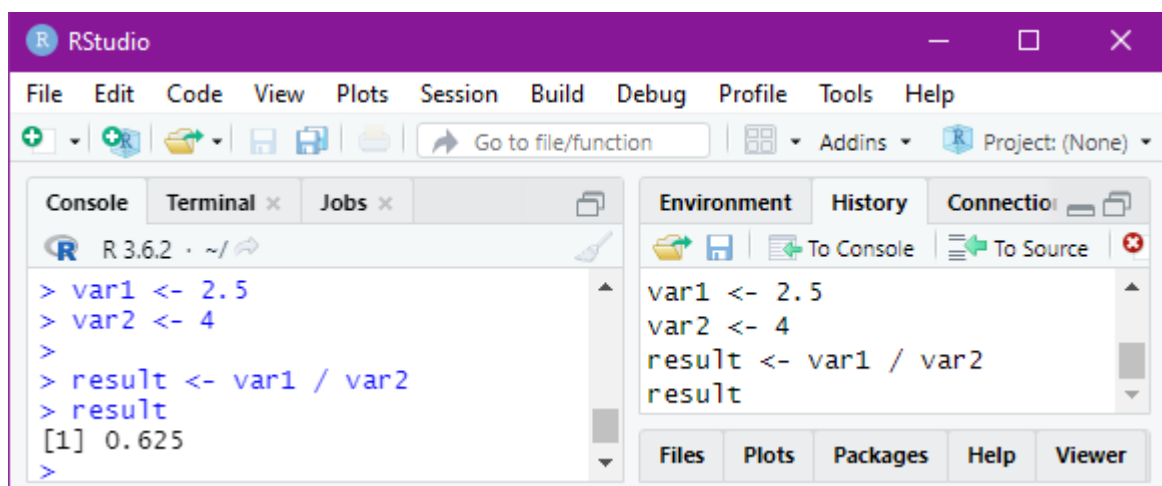 R RStudio
File Edit Code View Plots Session Build Debug Profile Tools Help
R Go to file/function Addins R Project: (None)
Console Terminal × Jobs ×
R R 3.6.2 · ~/
> var1 <- 2.5
> var2 <- 4
>
> result <- var1 / var2
> result
[1] 0.625
>
Environment History Connectio
To Console To Source
var1 <- 2.5
var2 <- 4
result <- var1 / var2
result
Files Plots Packages Help Viewer